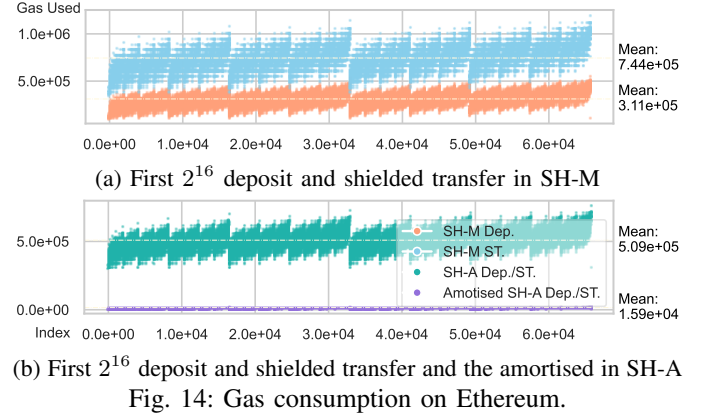 Gas Used
1.0e+06
5.0e+05
Mean:
7.44e+05
Mean:
3.11e+05
0.0e+00 1.0e+04 2.0e+04 3.0e+04 4.0e+04 5.0e+04 6.0e+04
(a) First 2^16 deposit and shielded transfer in SH-M
5.0e+05
0.0e+00
SH-M Dep.
SH-M ST.
SH-A Dep./ST.
Amotised SH-A Dep./ST.
Mean:
5.09e+05
Mean:
1.59e+04
Index 0.0e+00 1.0e+04 2.0e+04 3.0e+04 4.0e+04 5.0e+04 6.0e+04
(b) First 2^16 deposit and shielded transfer and the amortised in SH-A
Fig. 14: Gas consumption on Ethereum.